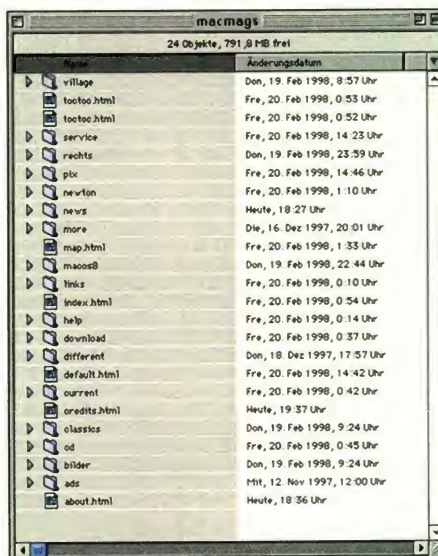 macmags
24 Objekte, 791,8 MB frei
Name Änderungsdatum
village Don, 19. Feb 1998, 8:57 Uhr
tootoo.html Fre, 20. Feb 1998, 0:53 Uhr
tootoo.html Fre, 20. Feb 1998, 0:52 Uhr
service Fre, 20. Feb 1998, 14:23 Uhr
rechts Don, 19. Feb 1998, 23:59 Uhr
pix Fre, 20. Feb 1998, 14:46 Uhr
newton Fre, 20. Feb 1998, 1:10 Uhr
news Heute, 18:27 Uhr
more Die, 16. Dez 1997, 20:01 Uhr
map.html Fre, 20. Feb 1998, 1:33 Uhr
macos8 Don, 19. Feb 1998, 22:44 Uhr
links Fre, 20. Feb 1998, 0:10 Uhr
index.html Fre, 20. Feb 1998, 0:54 Uhr
help Fre, 20. Feb 1998, 0:14 Uhr
download Fre, 20. Feb 1998, 0:37 Uhr
different Don, 18. Dez 1997, 17:57 Uhr
default.html Fre, 20. Feb 1998, 14:42 Uhr
current Fre, 20. Feb 1998, 0:42 Uhr
credits.html Heute, 19:37 Uhr
classics Don, 19. Feb 1998, 9:24 Uhr
cd Fre, 20. Feb 1998, 0:45 Uhr
bilder Don, 19. Feb 1998, 9:24 Uhr
ads Mit, 12. Nov 1997, 12:00 Uhr
about.html Heute, 18:36 Uhr